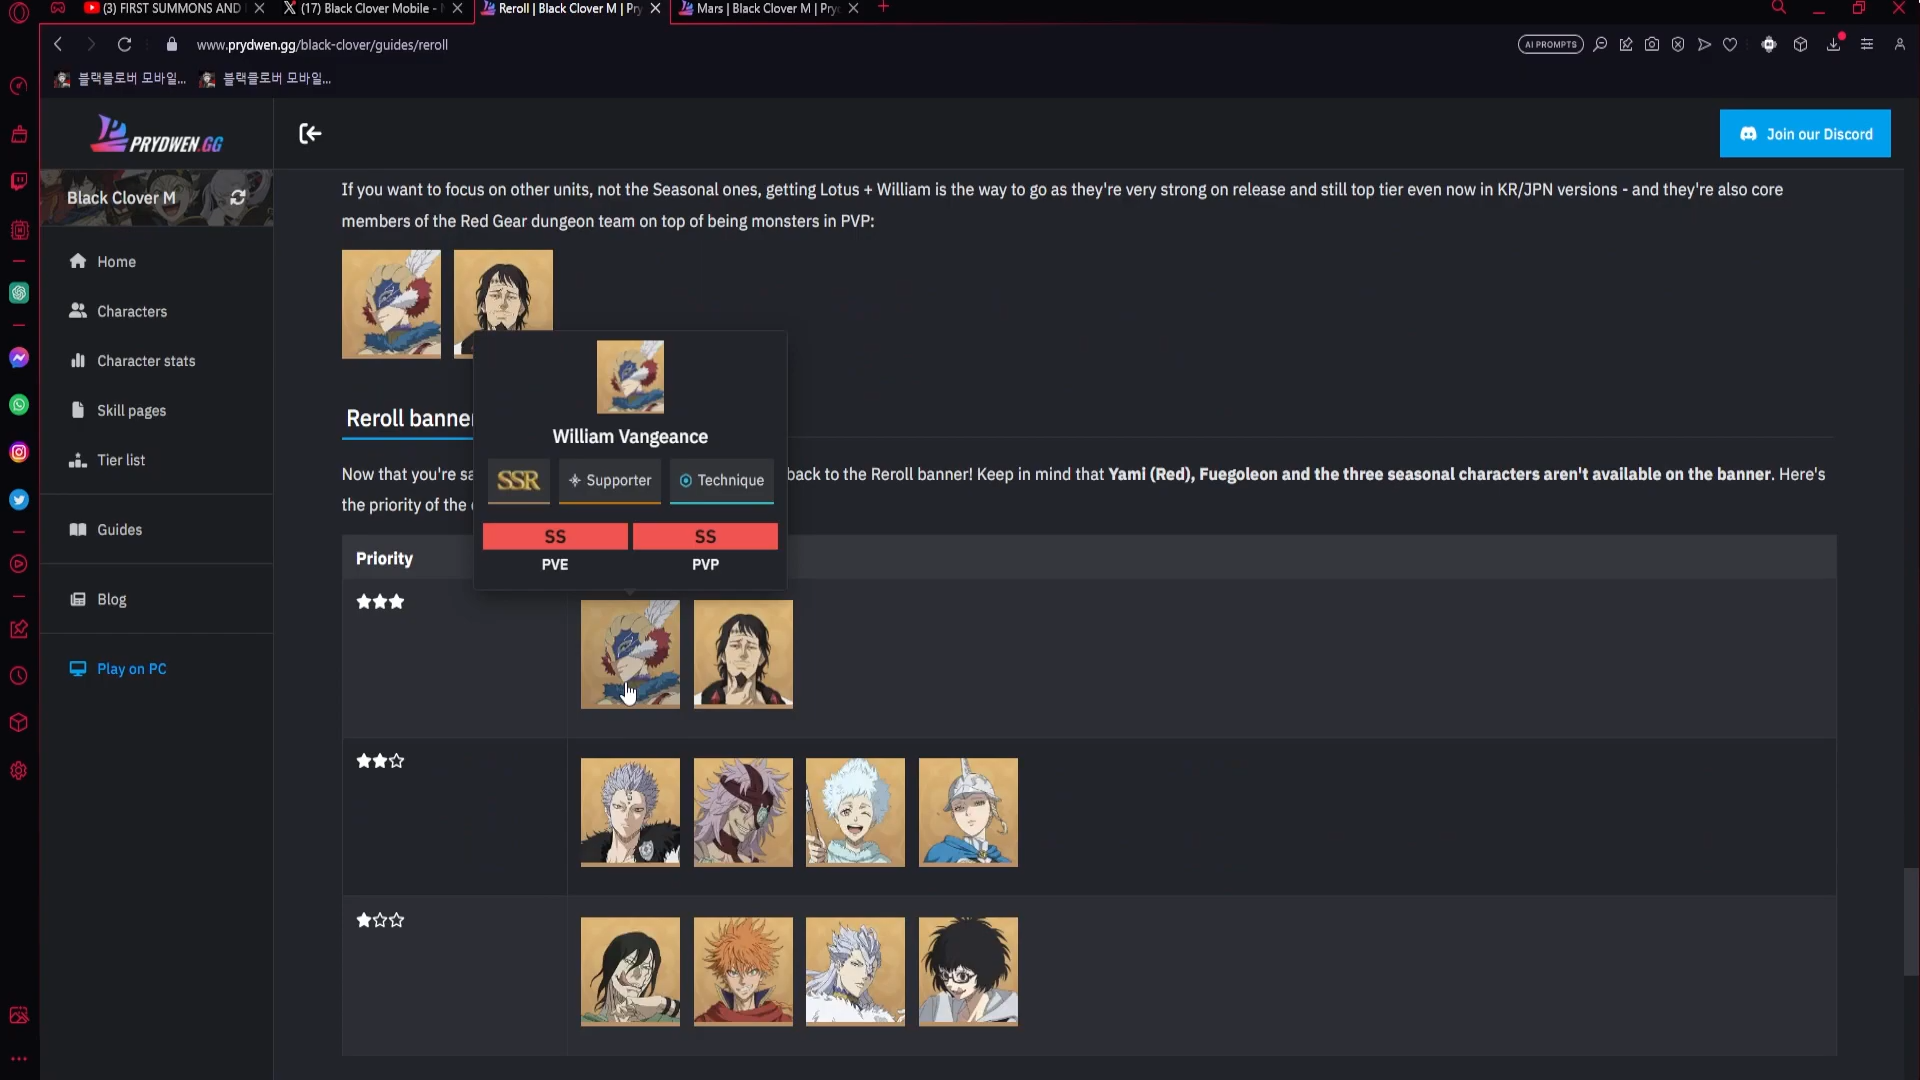 (3) FIRST SUMMONS AND
(17) Black Clover Mobile -
Reroll | Black Clover M | Pry
Mars | Black Clover M | Pry
www.prydwen.gg/black-clover/guides/reroll
AI PROMPTS
블랙클로버 모바일...
블랙클로버 모바일...
PRYDWEN.GG
Join our Discord
Black Clover M
Home
Characters
Character stats
Skill pages
Tier list
Guides
Blog
Play on PC
If you want to focus on other units, not the Seasonal ones, getting Lotus + William is the way to go as they're very strong on release and still top tier even now in KR/JPN versions - and they're also core
members of the Red Gear dungeon team on top of being monsters in PVP:
William Vangeance
SSR
Supporter
Technique
SS
SS
PVE
PVP
Reroll banner
Now that you're sa
back to the Reroll banner! Keep in mind that Yami (Red), Fuegoleon and the three seasonal characters aren't available on the banner. Here's
the priority of the
Priority